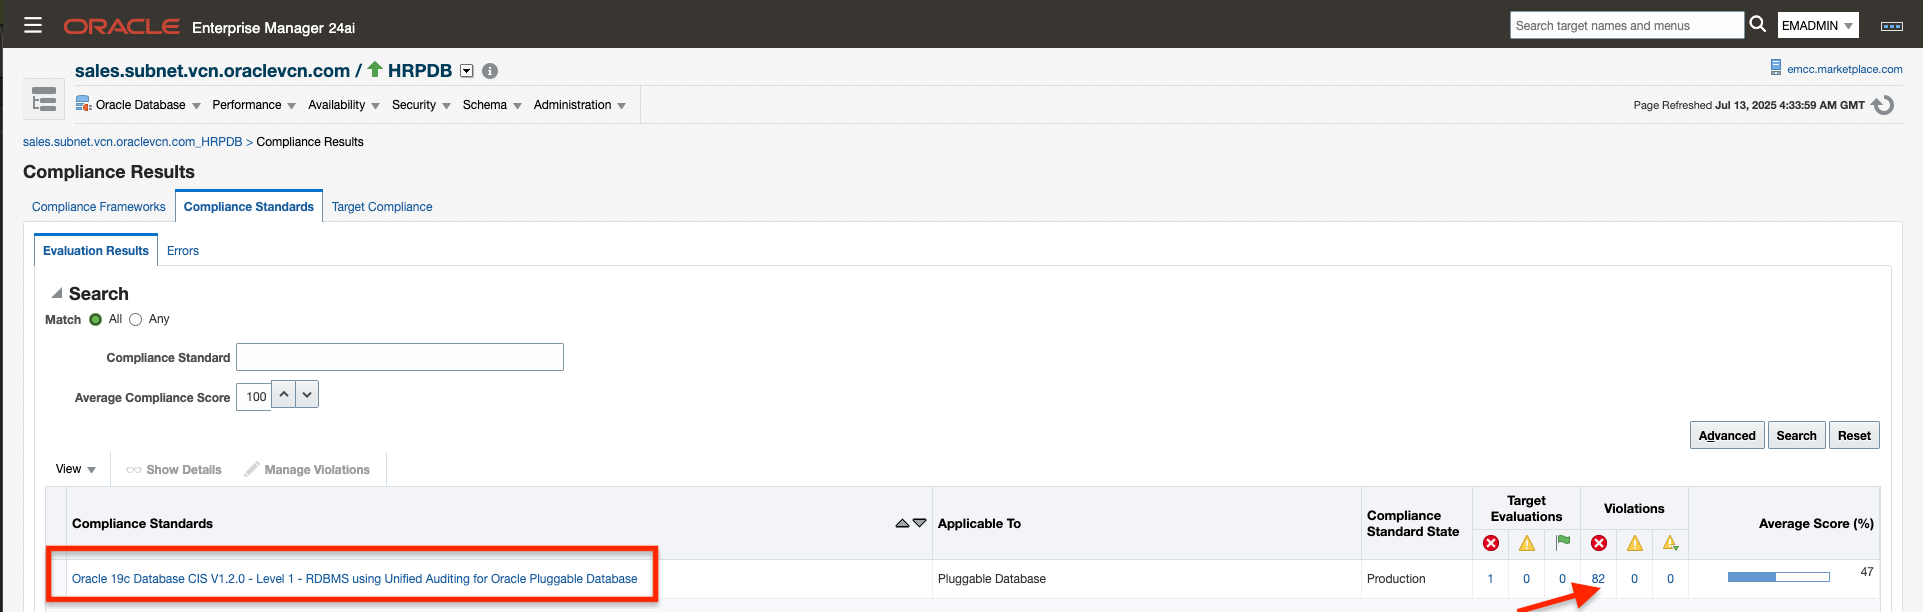 ORACLE Enterprise Manager 24ai
Search target names and menus
EMADMIN
sales.subnet.vcn.oraclevcn.com / HRPDB
emcc.marketplace.com
Oracle Database Performance Availability Security Schema Administration
Page Refreshed Jul 13, 2025 4:33:59 AM GMT
sales.subnet.vcn.oraclevcn.com_HRPDB > Compliance Results
Compliance Results
Compliance Frameworks Compliance Standards Target Compliance
Evaluation Results Errors
Search
Match All Any
Compliance Standard
Average Compliance Score 100
Advanced Search Reset
View Show Details Manage Violations
Compliance Standards
Applicable To
Compliance
Standard State
Target
Evaluations
Violations
Average Score (%)
Oracle 19c Database CIS V1.2.0 - Level 1 - RDBMS using Unified Auditing for Oracle Pluggable Database Pluggable Database Production 1 0 0 82 0 0 47